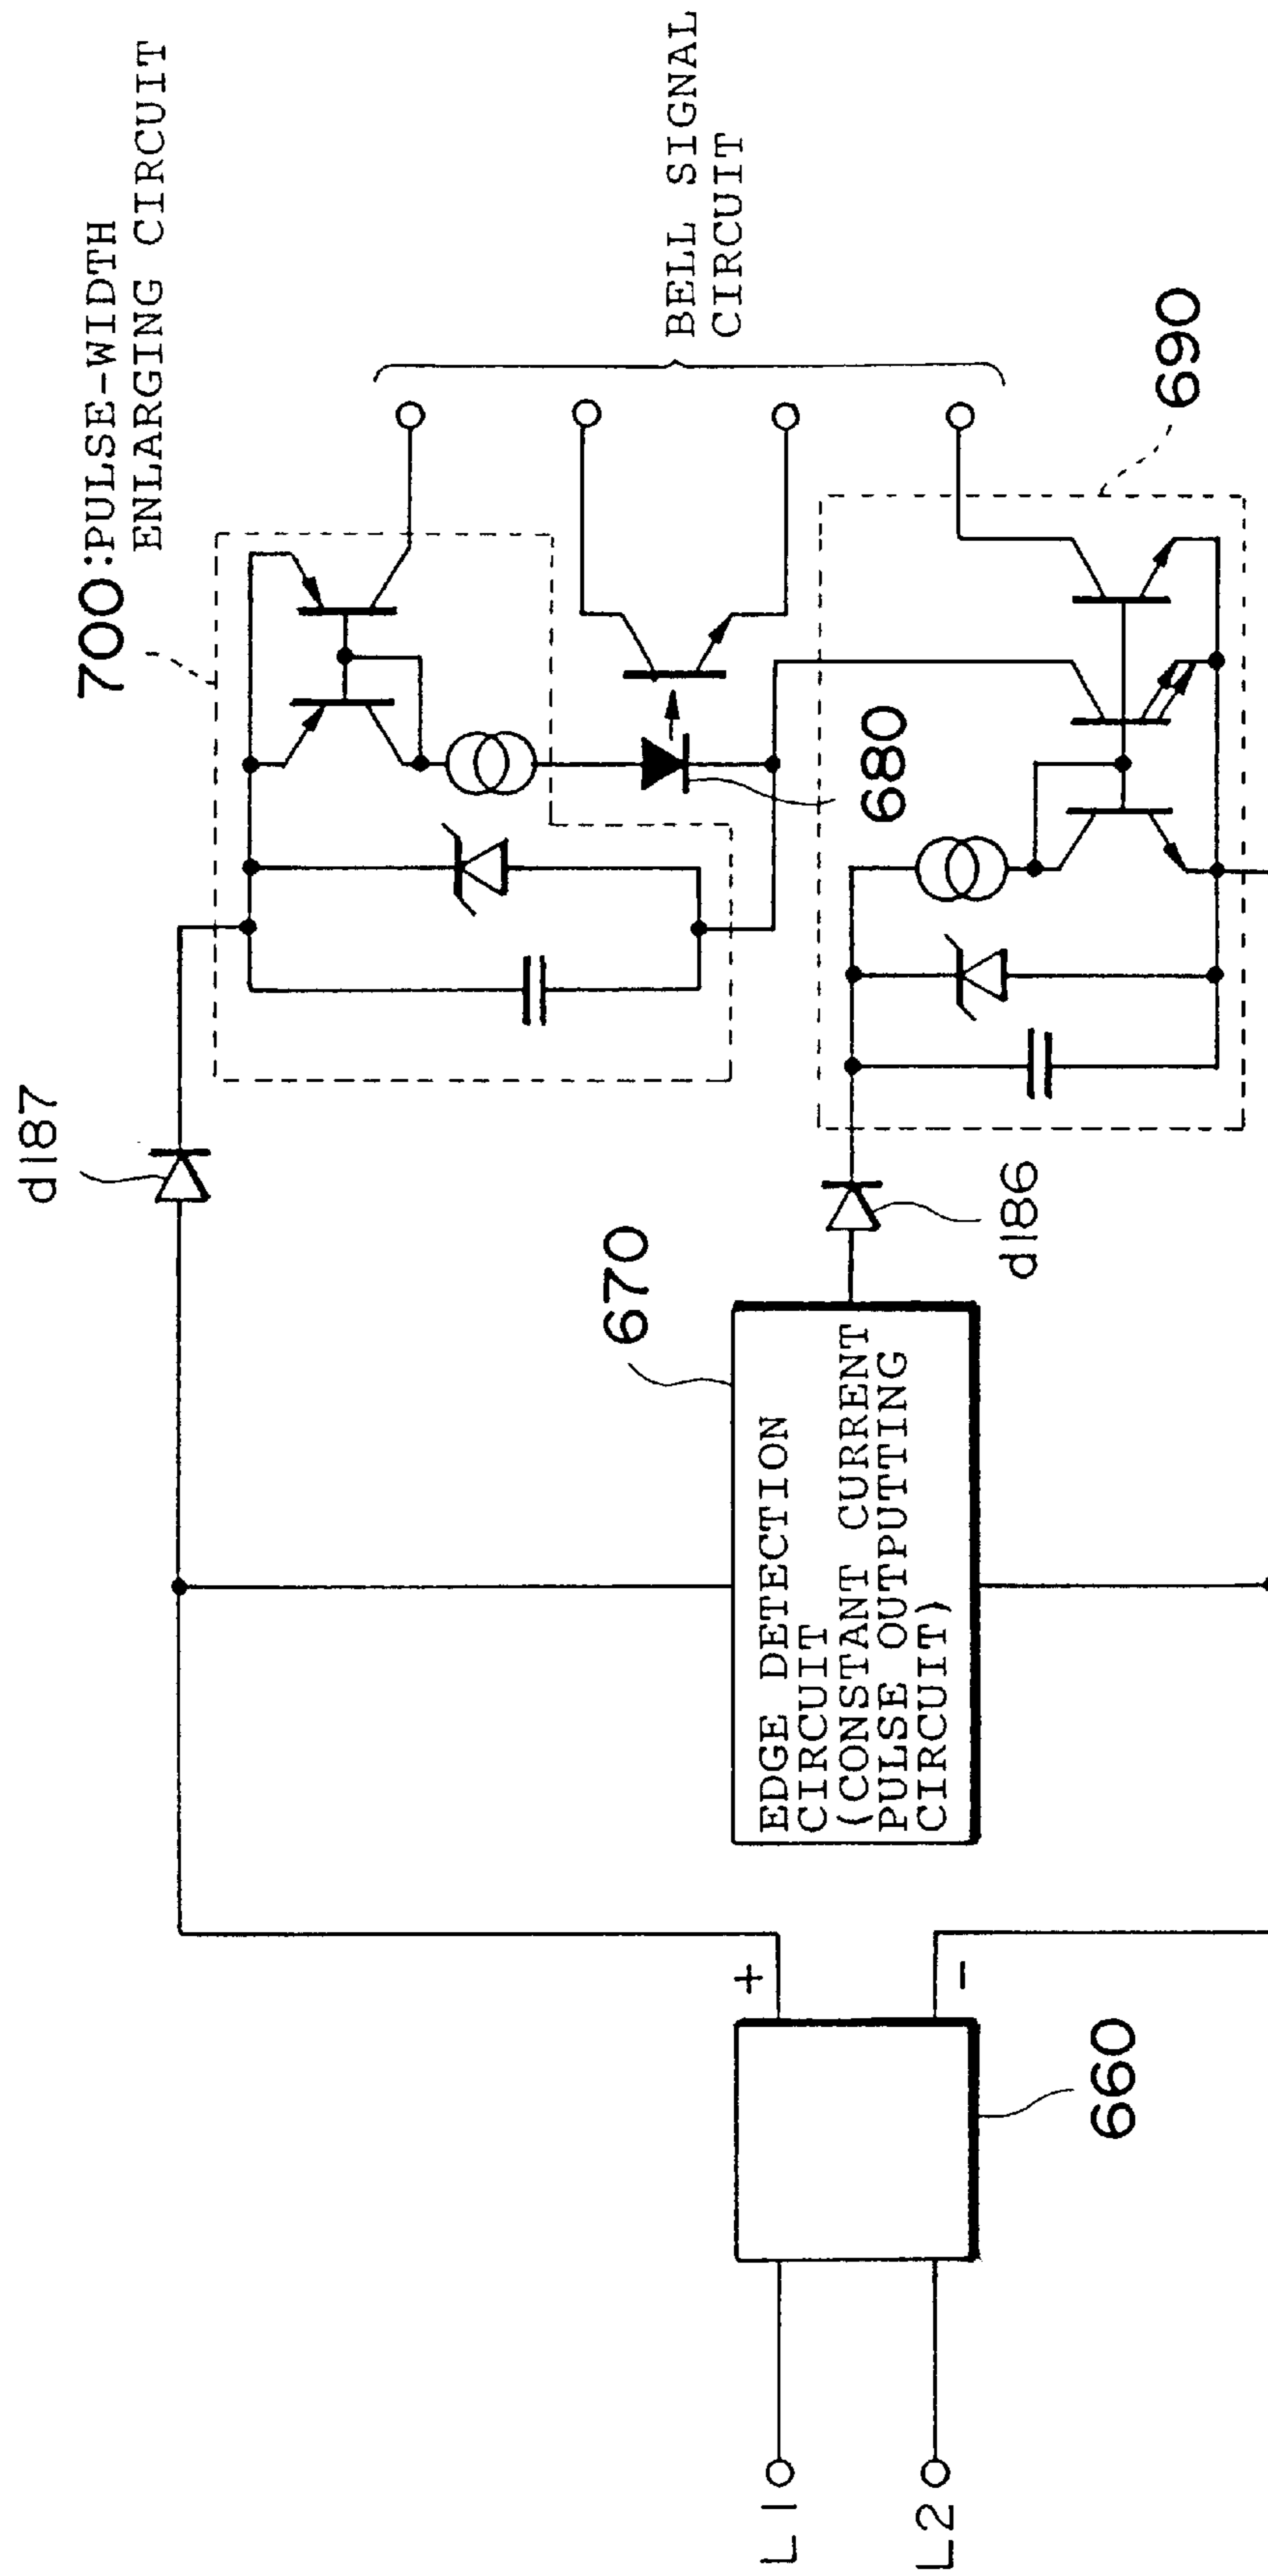 700:PULSE-WIDTH
ENLARGING CIRCUIT
d187
BELL SIGNAL
CIRCUIT
680
690
670
d186
EDGE DETECTION
CIRCUIT
(CONSTANT CURRENT
PULSE OUTPUTTING
CIRCUIT)
+
-
660
L1
L2